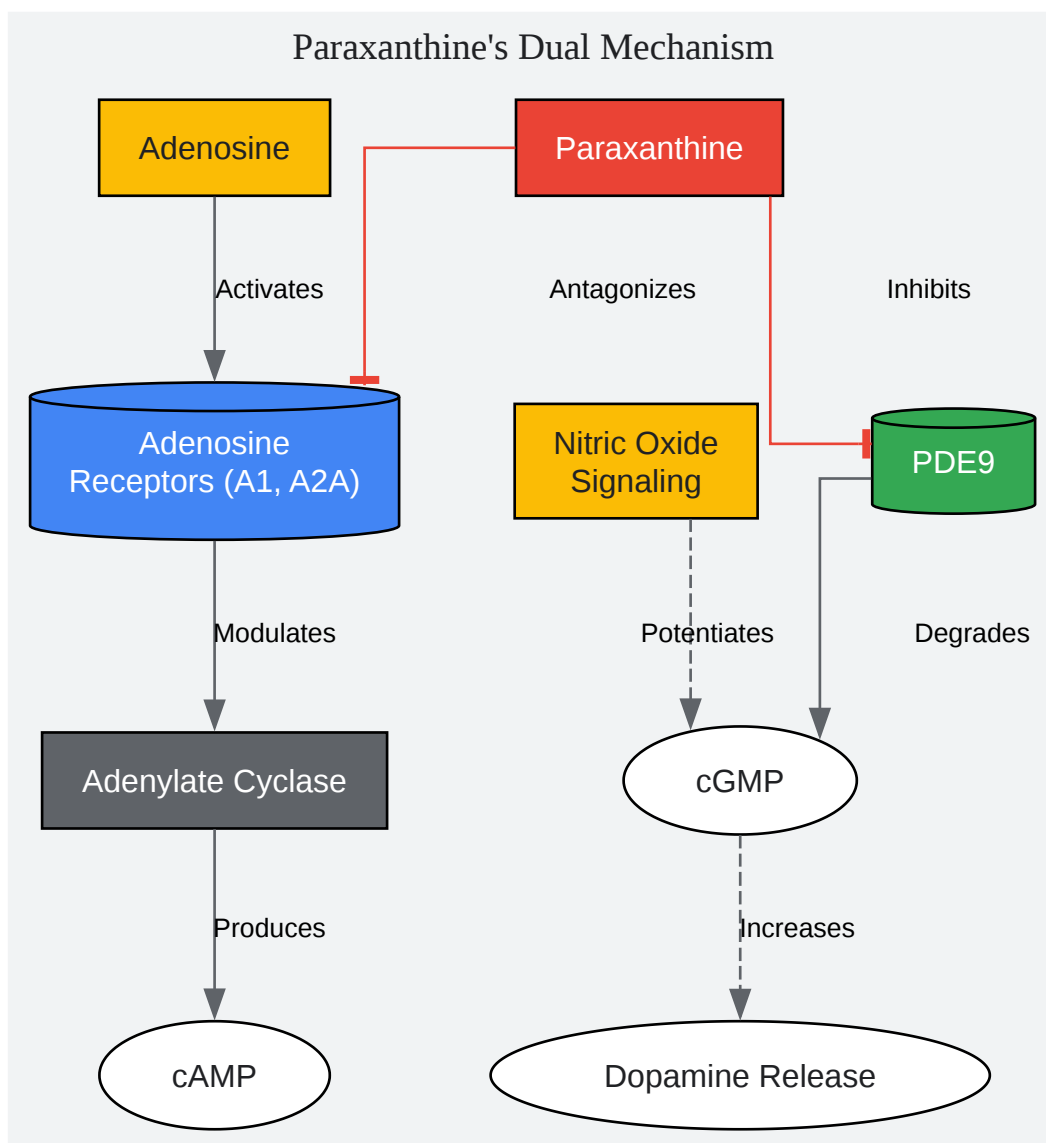 Paraxanthine's Dual Mechanism
Adenosine
Paraxanthine
Activates
Antagonizes
Inhibits
Adenosine
Receptors (A1, A2A)
Nitric Oxide
Signaling
PDE9
Modulates
Potentiates
Degrades
Adenylate Cyclase
cGMP
Produces
Increases
cAMP
Dopamine Release